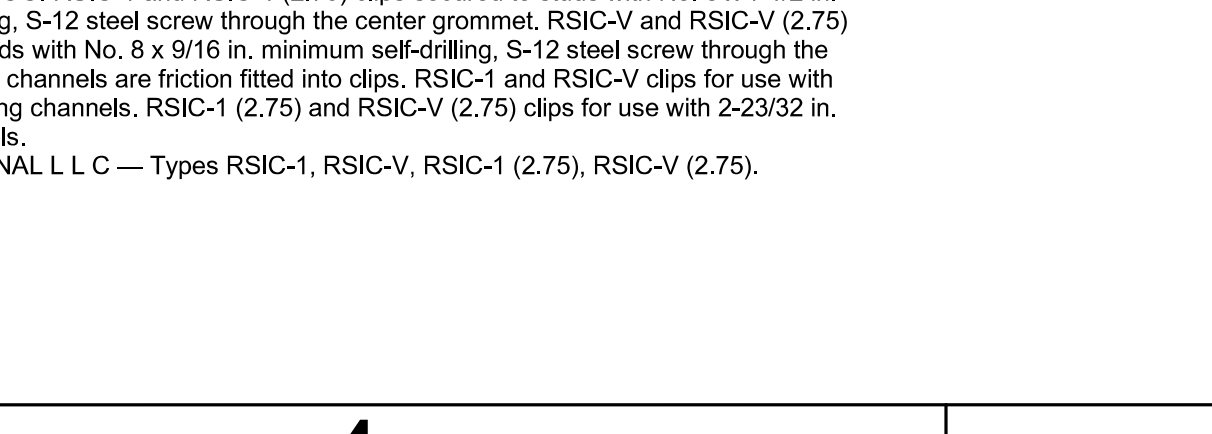 g, S-12 steel screw through the center grommet. RSIC-V and RSIC-V (2.75)
ds with No. 8 x 9/16 in. minimum self-drilling, S-12 steel screw through the
channels are friction fitted into clips. RSIC-1 and RSIC-V clips for use with
ng channels. RSIC-1 (2.75) and RSIC-V (2.75) clips for use with 2-23/32 in.
ls.
NAL L L C — Types RSIC-1, RSIC-V, RSIC-1 (2.75), RSIC-V (2.75).